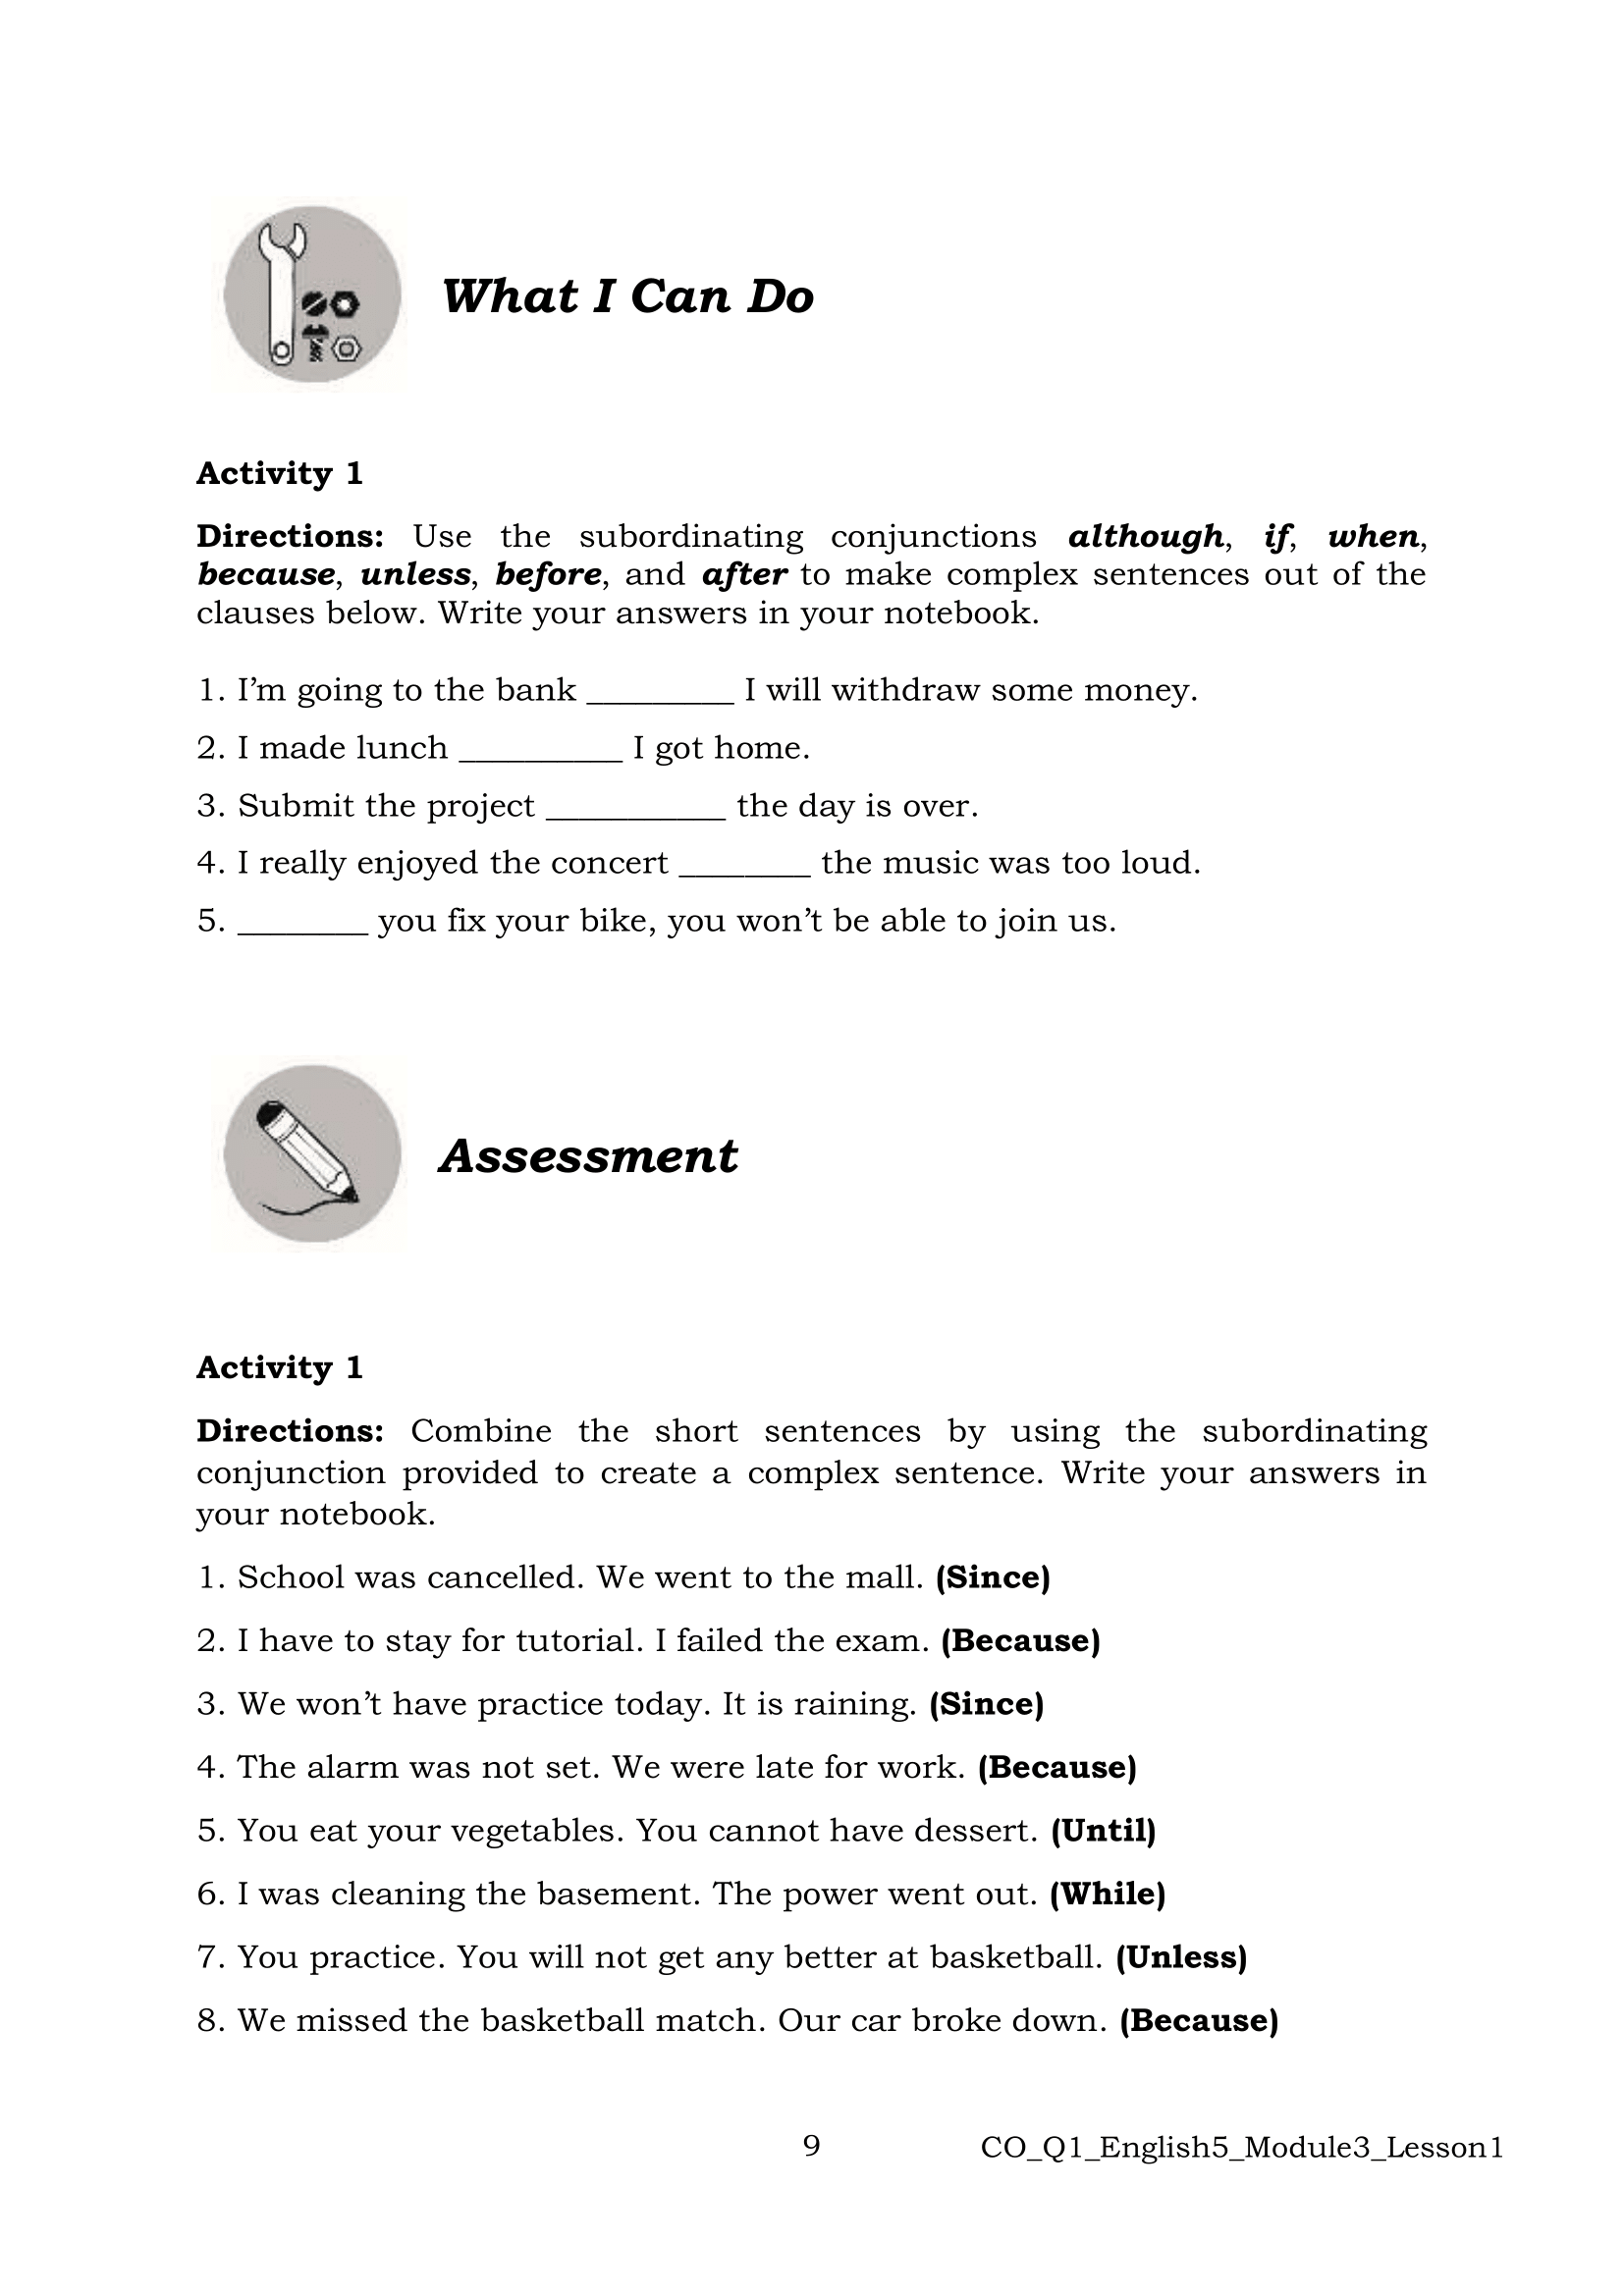 What I Can Do
Activity 1
Directions: Use the subordinating conjunctions although, if, when,
because, unless, before, and after to make complex sentences out of the
clauses below. Write your answers in your notebook.
1. I’m going to the bank _________ I will withdraw some money.
2. I made lunch __________ I got home.
3. Submit the project ___________ the day is over.
4. I really enjoyed the concert ________ the music was too loud.
5. ________ you fix your bike, you won’t be able to join us.
Assessment
Activity 1
Directions: Combine the short sentences by using the subordinating
conjunction provided to create a complex sentence. Write your answers in
your notebook.
1. School was cancelled. We went to the mall. (Since)
2. I have to stay for tutorial. I failed the exam. (Because)
3. We won’t have practice today. It is raining. (Since)
4. The alarm was not set. We were late for work. (Because)
5. You eat your vegetables. You cannot have dessert. (Until)
6. I was cleaning the basement. The power went out. (While)
7. You practice. You will not get any better at basketball. (Unless)
8. We missed the basketball match. Our car broke down. (Because)
9 CO_Q1_English5_Module3_Lesson1